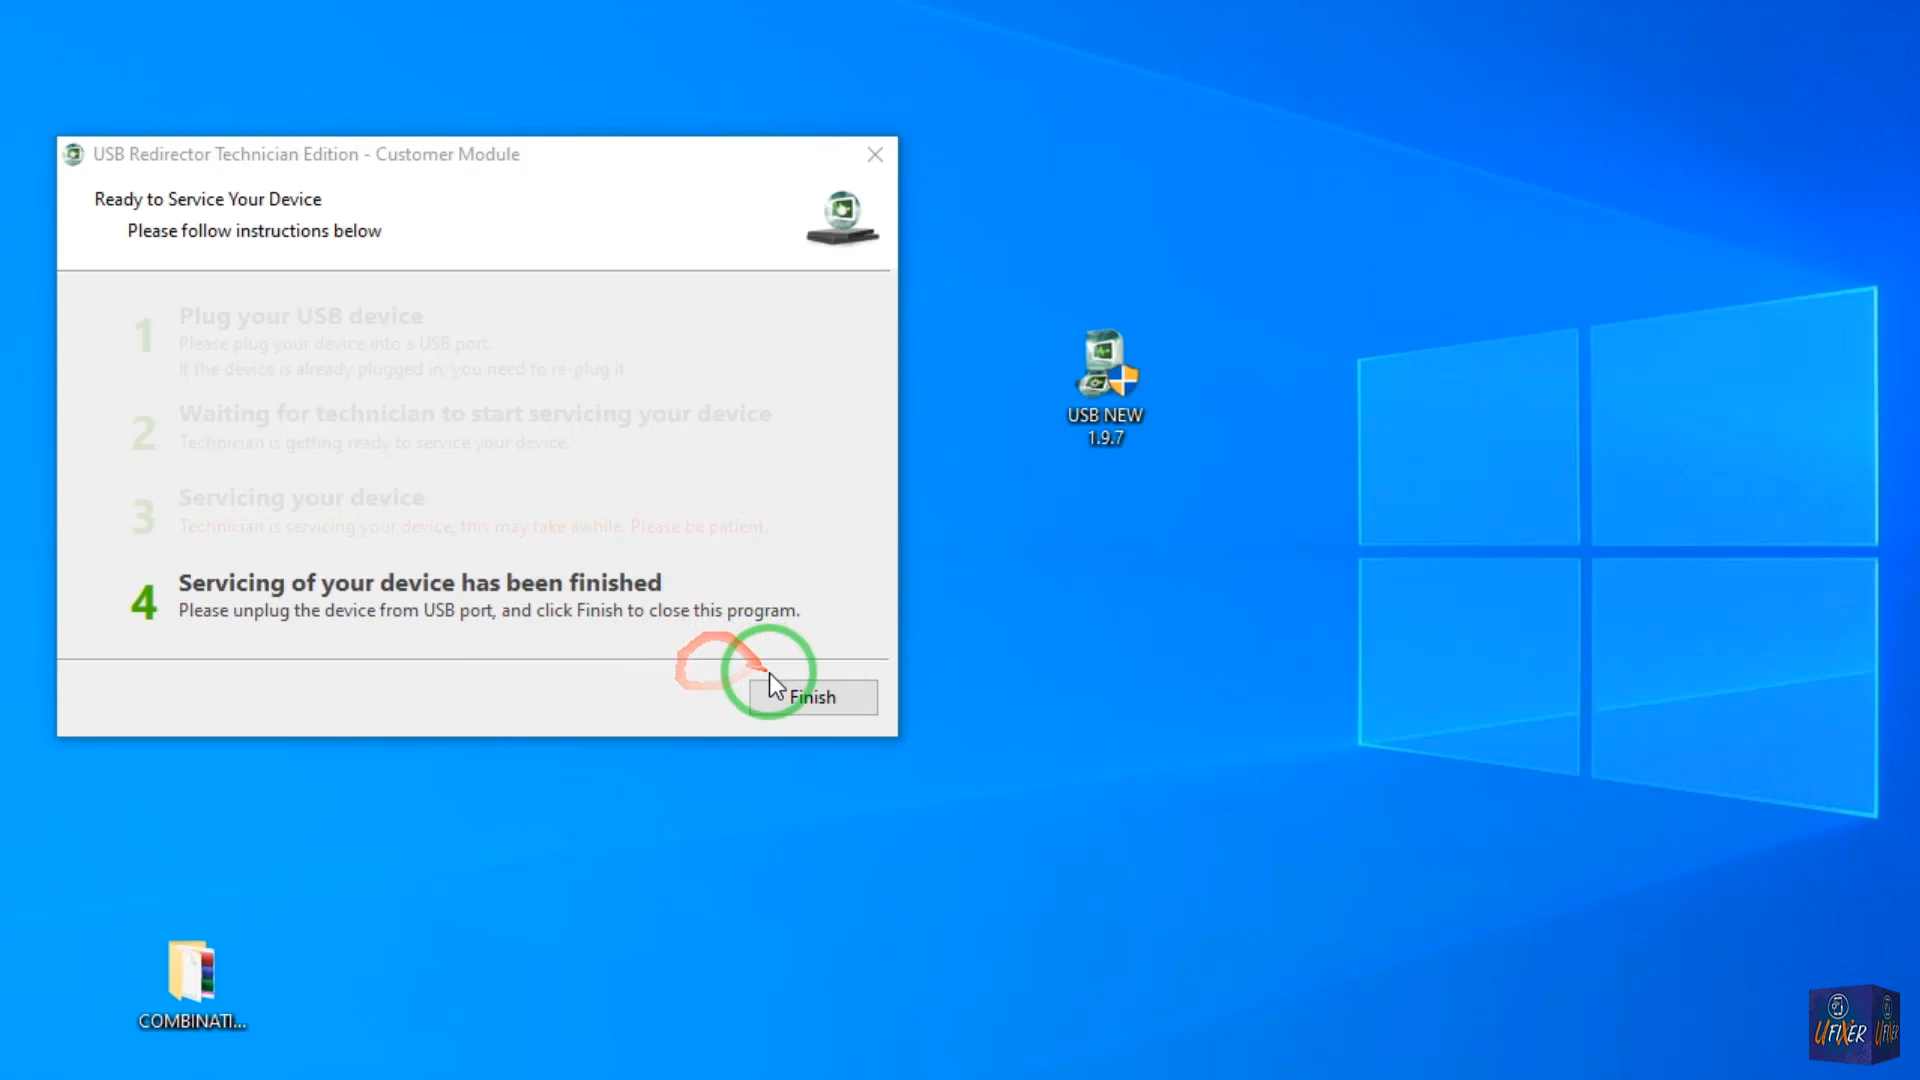 USB Redirector Technician Edition - Customer Module
Ready to Service Your Device
Please follow instructions below
1
Plug your USB device
Please plug your device into a USB port.
If the device is already plugged in, you need to re-plug it
2
Waiting for technician to start servicing your device
Technician is getting ready to service your device.
3
Servicing your device
Technician is servicing your device, this may take awhile. Please be patient.
4
Servicing of your device has been finished
Please unplug the device from USB port, and click Finish to close this program.
Finish
USB NEW
1.9.7
COMBINATI...
UFIXER
UFIXER